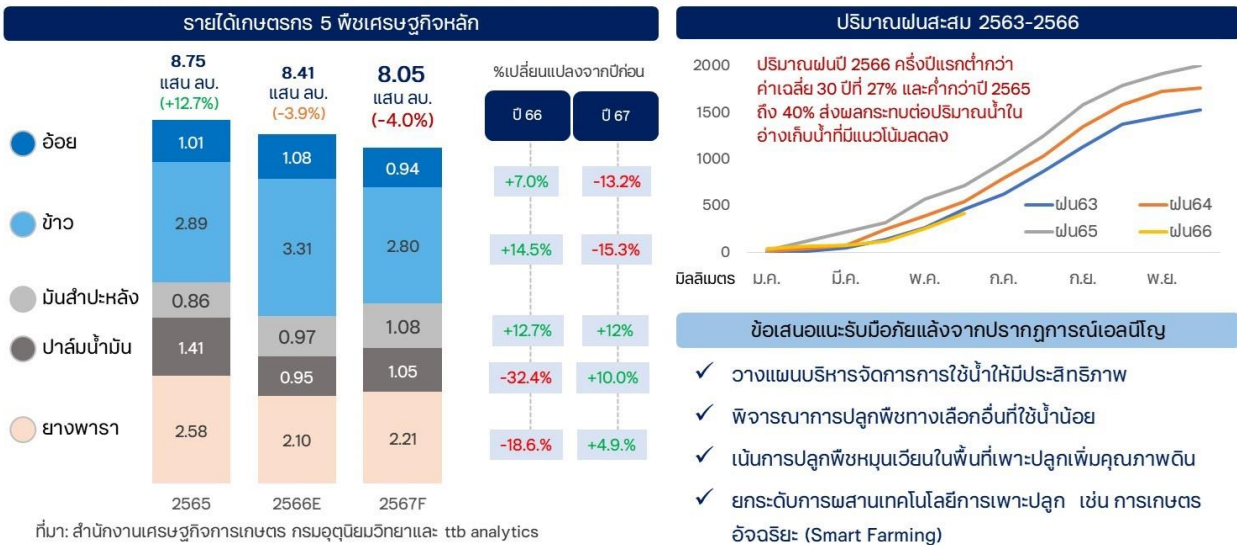 รายได้เกษตรกร 5 พืชเศรษฐกิจหลัก
8.75
แสน ลบ.
(+12.7%)
8.41
แสน ลบ.
(-3.9%)
8.05
แสน ลบ.
(-4.0%)
%เปลี่ยนแปลงจากปีก่อน
ปี 66
ปี 67
อ้อย
1.01
1.08
0.94
+7.0%
-13.2%
ข้าว
2.89
3.31
2.80
+14.5%
-15.3%
มันสำปะหลัง
0.86
0.97
1.08
+12.7%
+12%
ปาล์มน้ำมัน
1.41
0.95
1.05
-32.4%
+10.0%
ยางพารา
2.58
2.10
2.21
-18.6.%
+4.9.%
2565
2566E
2567F
ที่มา: สำนักงานเศรษฐกิจการเกษตร กรมอุตุนิยมวิทยาและ ttb analytics
ปริมาณฝนสะสม 2563-2566
2000
1500
1000
500
0
ปริมาณฝนปี 2566 ครึ่งปีแรกต่ำกว่า
ค่าเฉลี่ย 30 ปีที่ 27% และค่ำกว่าปี 2565
ถึง 40% ส่งผลกระทบต่อปริมาณน้ำใน
อ่างเก็บน้ำที่มีแนวโน้มลดลง
ฝน63
ฝน64
ฝน65
ฝน66
มิลลิเมตร
ม.ค.
มี.ค.
พ.ค.
ก.ค.
ก.ย.
พ.ย.
ข้อเสนอแนะรับมือภัยแล้งจากปรากฏการณ์เอลนีโญ
✓ วางแผนบริหารจัดการการใช้น้ำให้มีประสิทธิภาพ
✓ พิจารณาการปลูกพืชทางเลือกอื่นที่ใช้น้ำน้อย
✓ เน้นการปลูกพืชหมุนเวียนในพื้นที่เพาะปลูกเพิ่มคุณภาพดิน
✓ ยกระดับการผสานเทคโนโลยีการเพาะปลูก เช่น การเกษตร
อัจฉริยะ (Smart Farming)